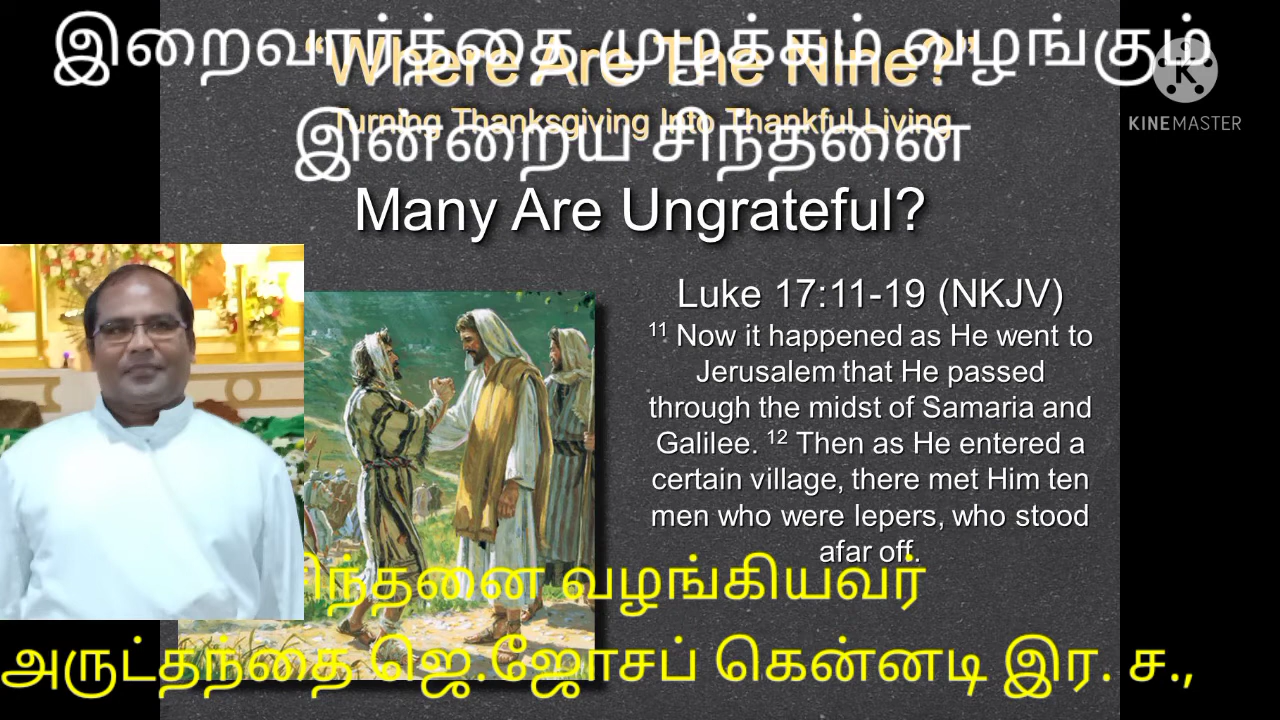 இறைவார்த்தை முழக்கம் வழங்கும்
“Where Are The Nine?”
Turning Thanksgiving Into Thankful Living
இன்றைய சிந்தனை
Many Are Ungrateful?
K
KINEMASTER
Luke 17:11-19 (NKJV)
11 Now it happened as He went to
Jerusalem that He passed
through the midst of Samaria and
Galilee. 12 Then as He entered a
certain village, there met Him ten
men who were lepers, who stood
afar off.
சிந்தனை வழங்கியவர்
அருட்தந்தை ஜெ.ஜோசப் கென்னடி இர. ச.,